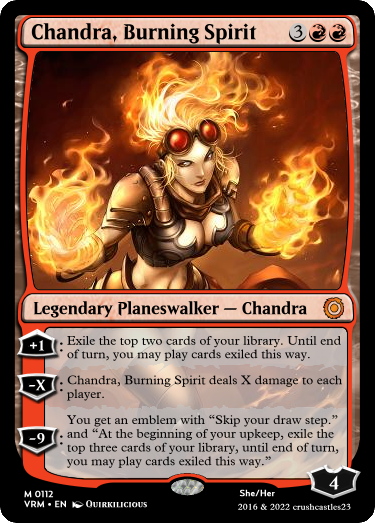 Chandra, Burning Spirit 3
Legendary Planeswalker — Chandra
+1: Exile the top two cards of your library. Until end
of turn, you may play cards exiled this way.
-X: Chandra, Burning Spirit deals X damage to each
player.
You get an emblem with “Skip your draw step.”
-9: and “At the beginning of your upkeep, exile the
top three cards of your library, until end of turn,
you may play cards exiled this way.”
4
M 0112 She/Her
VRM • EN Quirkilicious 2016 & 2022 crushcastles23